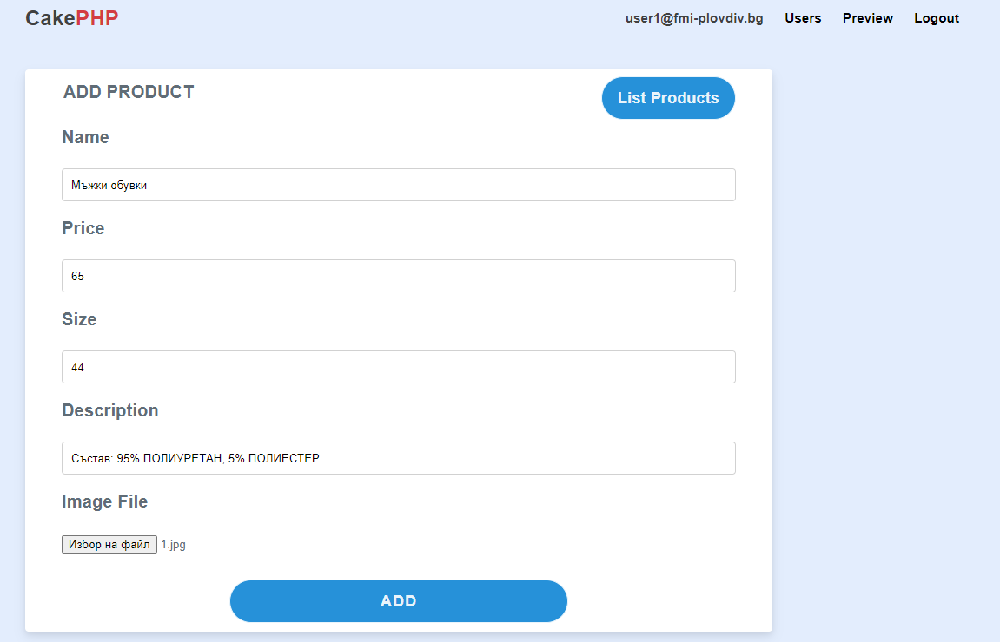 CakePHP
user1@fmi-plovdiv.bg Users Preview Logout
ADD PRODUCT
List Products
Name
Мъжки обувки
Price
65
Size
44
Description
Състав: 95% ПОЛИУРЕТАН, 5% ПОЛИЕСТЕР
Image File
Избор на файл 1.jpg
ADD